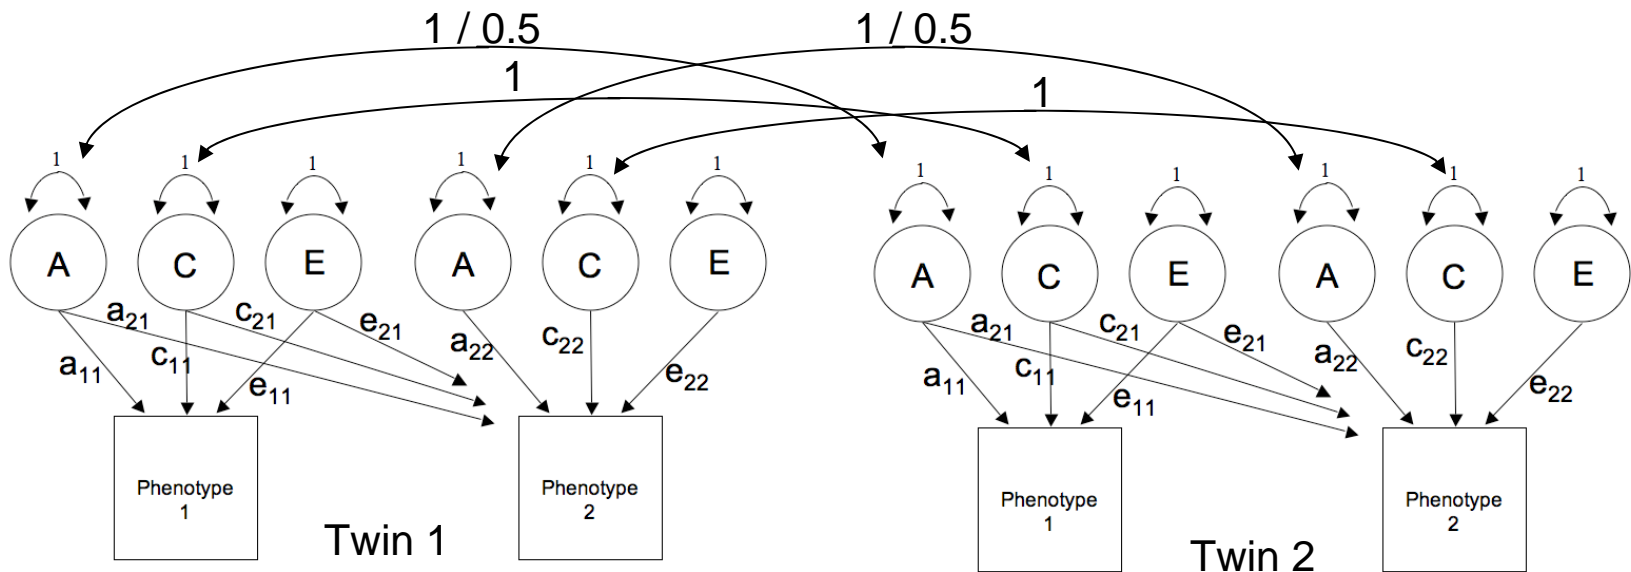 1 / 0.5 1 / 0.5
1 1
1 1 1 1 1 1 1 1 1 1 1 1
A C E A C E A C E A C E
a21 c21 e21 a22 c22 e22 a21 c21 e21 a22 c22 e22
a11 c11 e11 a11 c11 e11
Phenotype
1
Phenotype
2
Phenotype
1
Phenotype
2
Twin 1 Twin 2